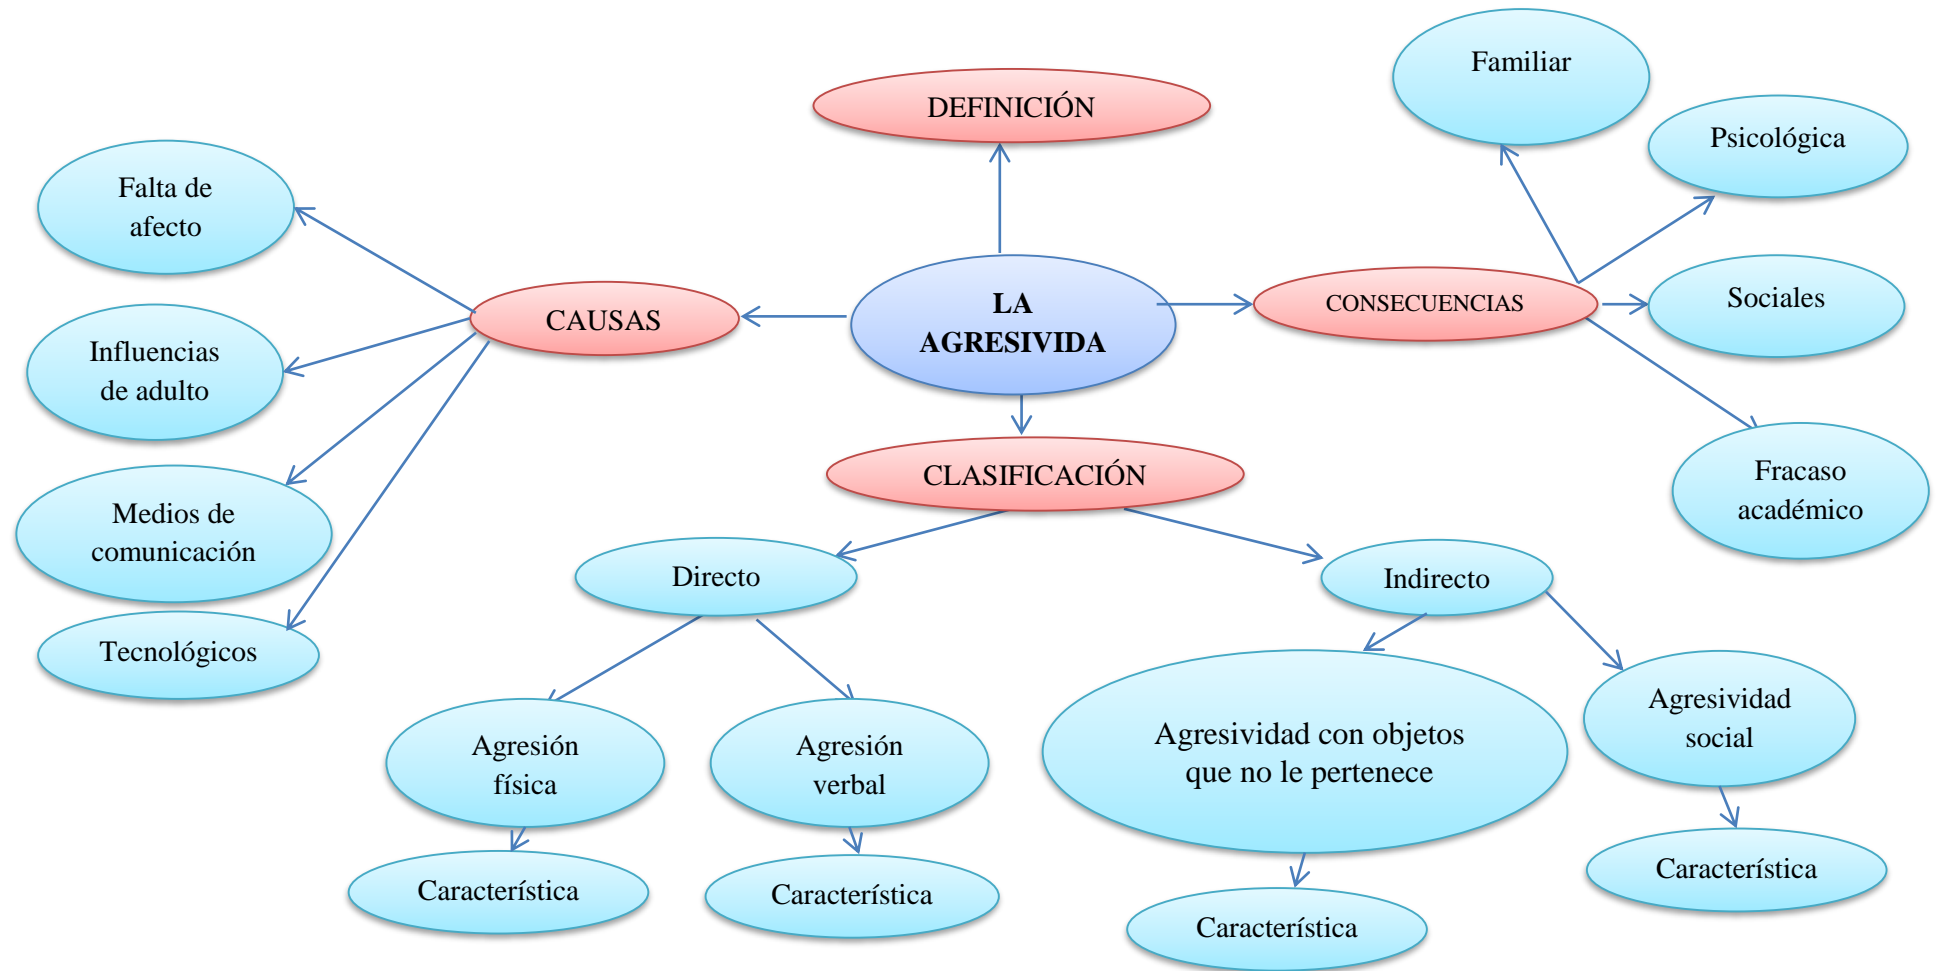 Familiar
DEFINICIÓN
Psicológica
Falta de
afecto
LA
AGRESIVIDA
CONSECUENCIAS
Sociales
CAUSAS
Influencias
de adulto
CLASIFICACIÓN
Fracaso
académico
Medios de
comunicación
Directo
Indirecto
Tecnológicos
Agresión
física
Agresión
verbal
Agresividad con objetos
que no le pertenece
Agresividad
social
Característica
Característica
Característica
Característica